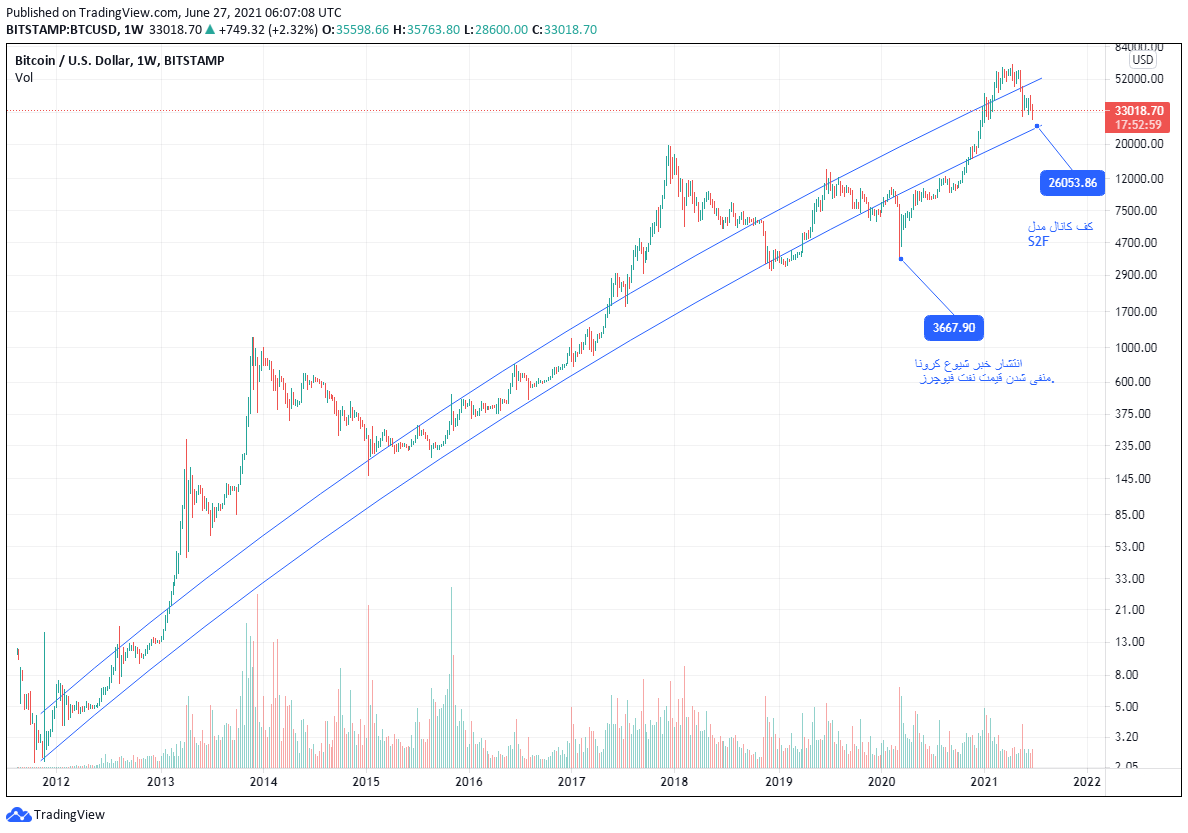 Published on TradingView.com, June 27, 2021 06:07:08 UTC
BITSTAMP:BTCUSD, 1W 33018.70 ▲ +749.32 (+2.32%) O:35598.66 H:35763.80 L:28600.00 C:33018.70
Bitcoin / U.S. Dollar, 1W, BITSTAMP
Vol
84000.00
USD
52000.00
33018.70
17:52:59
20000.00
12000.00
7500.00
4700.00
2900.00
1700.00
1000.00
600.00
375.00
235.00
145.00
85.00
53.00
33.00
21.00
13.00
8.00
5.00
3.20
2.05
26053.86
کف کانال مدل
S2F
3667.90
انتشار خبر شیوع کرونا
منفی شدن قیمت نفت فیوچرز.
2012 2013 2014 2015 2016 2017 2018 2019 2020 2021 2022
TradingView